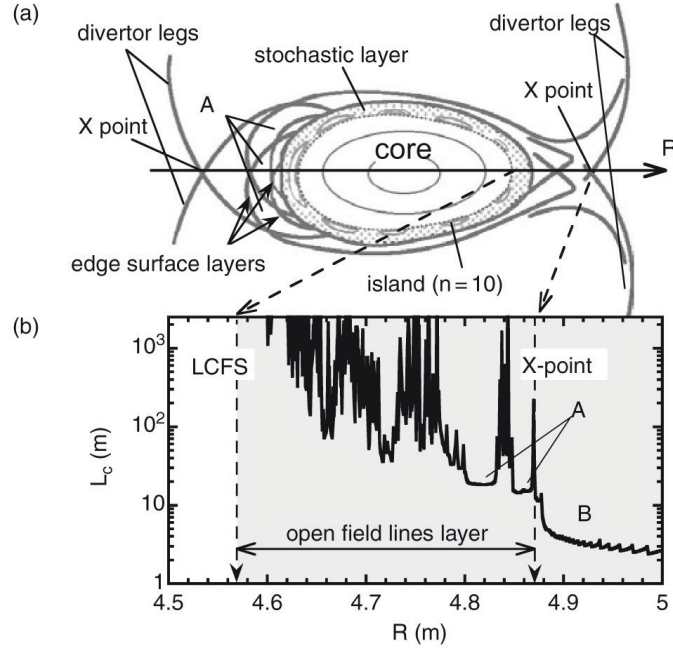 (a)
divertor legs
divertor legs
stochastic layer
A
X point
X point
R
core
edge surface layers
island (n = 10)
(b)
10³
LCFS
X-point
A
10²
L_c (m)
10
B
open field lines layer
1
4.5 4.6 4.7 4.8 4.9 5
R (m)